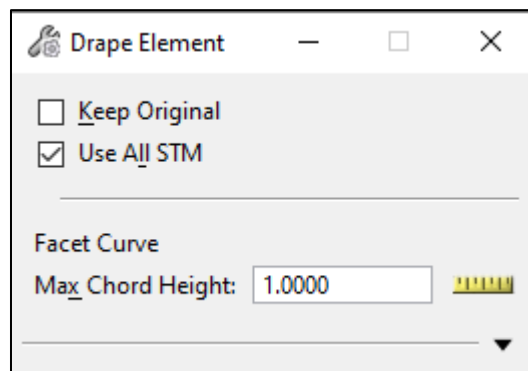 Drape Element
Keep Original
Use All STM
Facet Curve
Max Chord Height: 1.0000